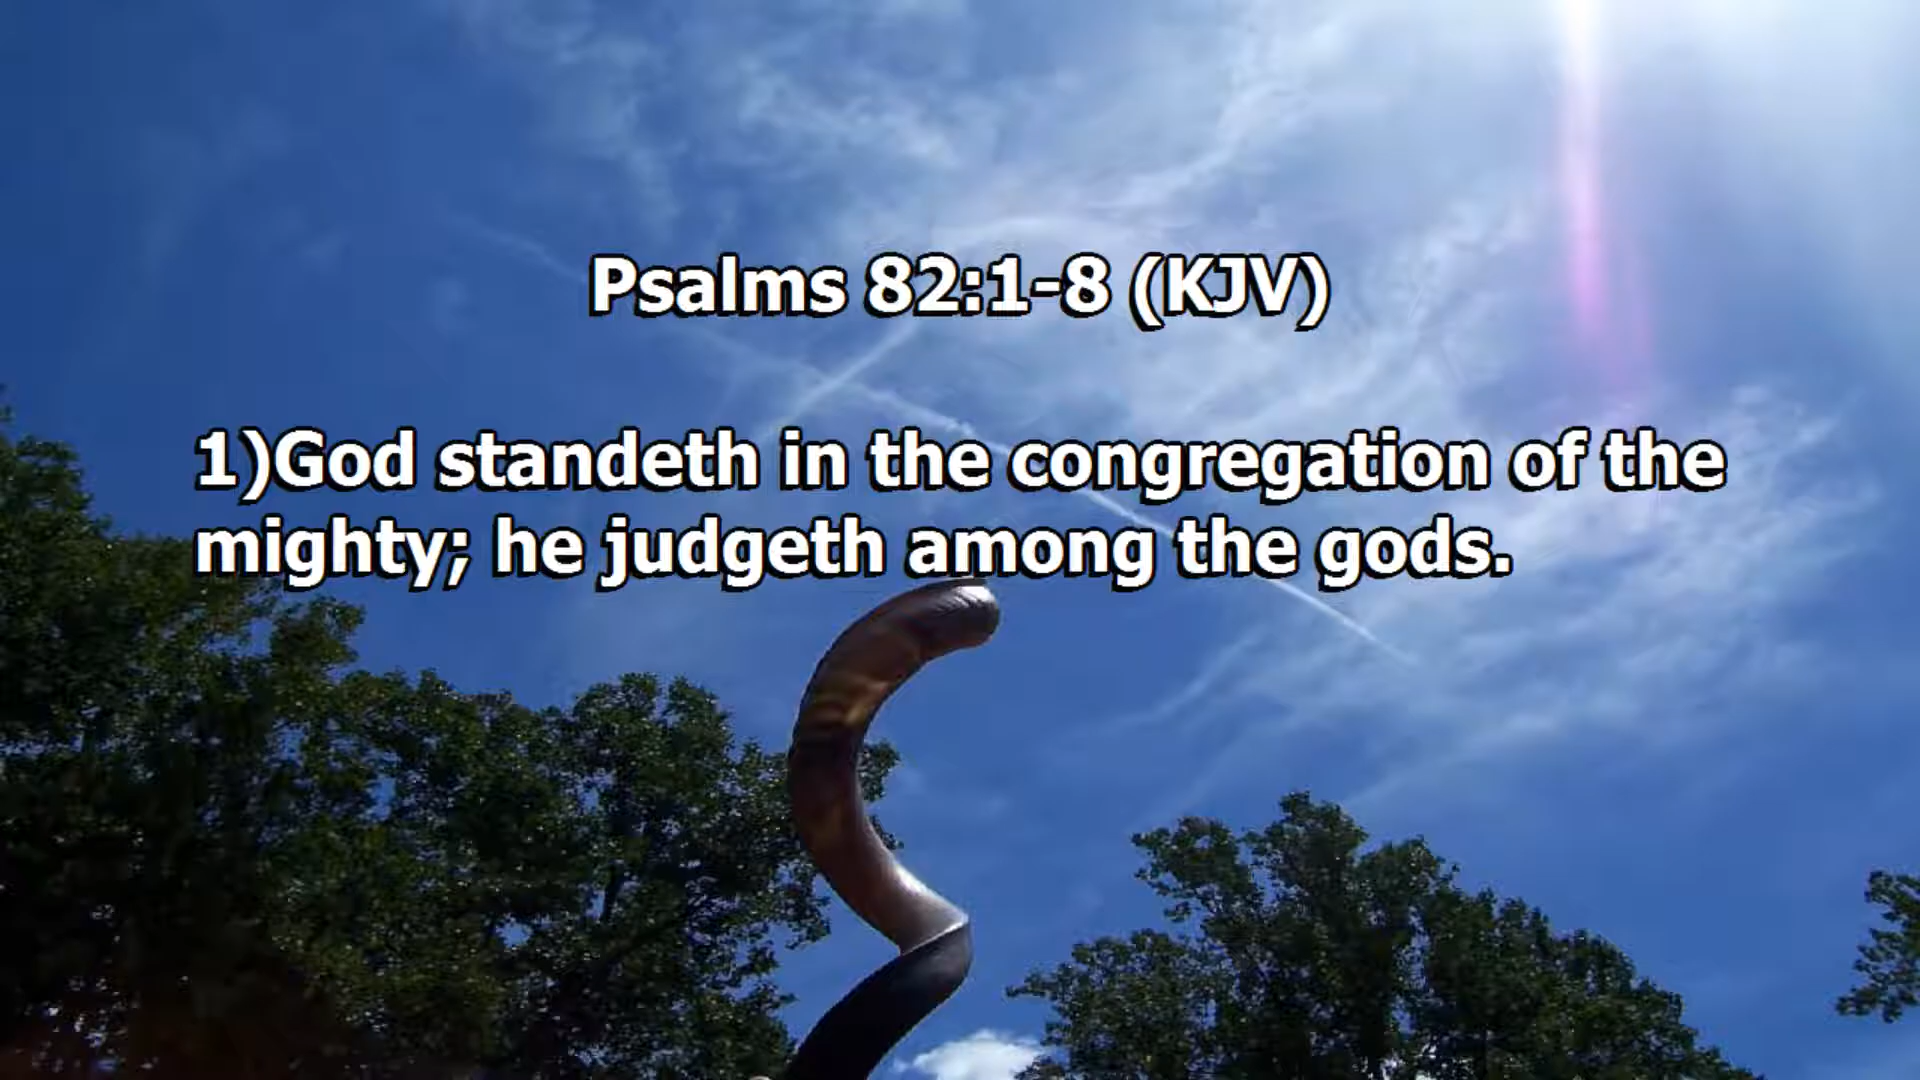 Psalms 82:1-8 (KJV)
1)God standeth in the congregation of the
mighty; he judgeth among the gods.